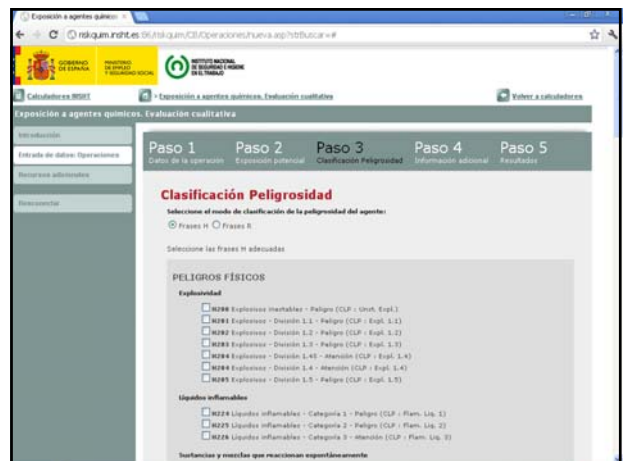 Exposición a agentes químicos
riskquim.insht.es:86/riskquim/CB/Operaciones/nueva.asp?strBuscar=#
GOBIERNO DE ESPAÑA
MINISTERIO DE EMPLEO Y SEGURIDAD SOCIAL
INSTITUTO NACIONAL DE SEGURIDAD E HIGIENE EN EL TRABAJO
Calculadores INSHT
> Exposición a agentes químicos. Evaluación cualitativa
Volver a calculadores
Exposición a agentes químicos. Evaluación cualitativa
Introducción
Entrada de datos: Operaciones
Recursos adicionales
Desconectar
Paso 1 Paso 2 Paso 3 Paso 4 Paso 5
Datos de la operación Exposición potencial Clasificación Peligrosidad Información adicional Resultados
Clasificación Peligrosidad
Seleccione el modo de clasificación de la peligrosidad del agente:
Frases H Frases R
Seleccione las frases H adecuadas
PELIGROS FÍSICOS
Explosividad
H200 Explosivos inestables - Peligro (CLP : Unst. Expl.)
H201 Explosivos - División 1.1 - Peligro (CLP : Expl. 1.1)
H202 Explosivos - División 1.2 - Peligro (CLP : Expl. 1.2)
H203 Explosivos - División 1.3 - Peligro (CLP : Expl. 1.3)
H204 Explosivos - División 1.4S - Atención (CLP : Expl. 1.4)
H204 Explosivos - División 1.4 - Atención (CLP : Expl. 1.4)
H205 Explosivos - División 1.5 - Peligro (CLP : Expl. 1.5)
Líquidos inflamables
H224 Líquidos inflamables - Categoría 1 - Peligro (CLP : Flam. Liq. 1)
H225 Líquidos inflamables - Categoría 2 - Peligro (CLP : Flam. Liq. 2)
H226 Líquidos inflamables - Categoría 3 - Atención (CLP : Flam. Liq. 3)
Sustancias y mezclas que reaccionan espontáneamente